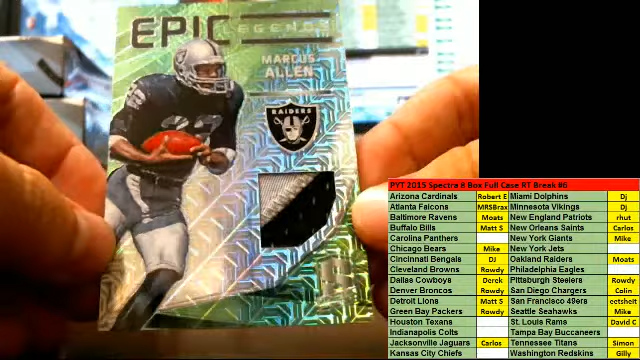 EPIC LEGENDS
MARCUS
ALLEN
RAIDERS
32
PYT 2015 Spectra 8 Box Full Case RT Break #6
Arizona Cardinals Robert E Miami Dolphins Dj
Atlanta Falcons MRSBrax Minnesota Vikings Dj
Baltimore Ravens Moats New England Patriots rhut
Buffalo Bills Matt S New Orleans Saints Carlos
Carolina Panthers New York Giants Mike
Chicago Bears Mike New York Jets
Cincinnati Bengals DJ Oakland Raiders Moats
Cleveland Browns Rowdy Philadelphia Eagles
Dallas Cowboys Derek Pittsburgh Steelers Rowdy
Denver Broncos Rowdy San Diego Chargers Colin
Detroit Lions Matt S San Francisco 49ers eetsheit
Green Bay Packers Rowdy Seattle Seahawks Mike
Houston Texans St. Louis Rams David C
Indianapolis Colts Tampa Bay Buccaneers
Jacksonville Jaguars Carlos Tennessee Titans Simon
Kansas City Chiefs Washington Redskins Gilly